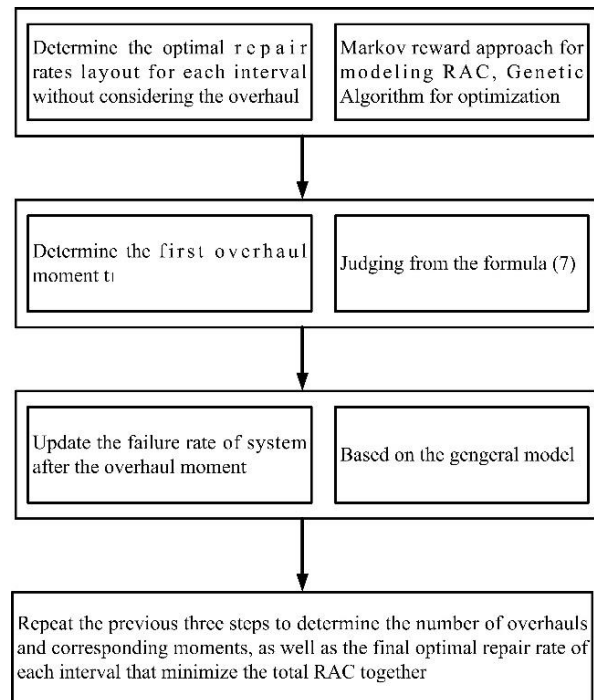 Determine the optimal repair
rates layout for each interval
without considering the overhaul
Markov reward approach for
modeling RAC, Genetic
Algorithm for optimization
Determine the first overhaul
moment t1
Judging from the formula (7)
Update the failure rate of system
after the overhaul moment
Based on the gengeral model
Repeat the previous three steps to determine the number of overhauls
and corresponding moments, as well as the final optimal repair rate of
each interval that minimize the total RAC together